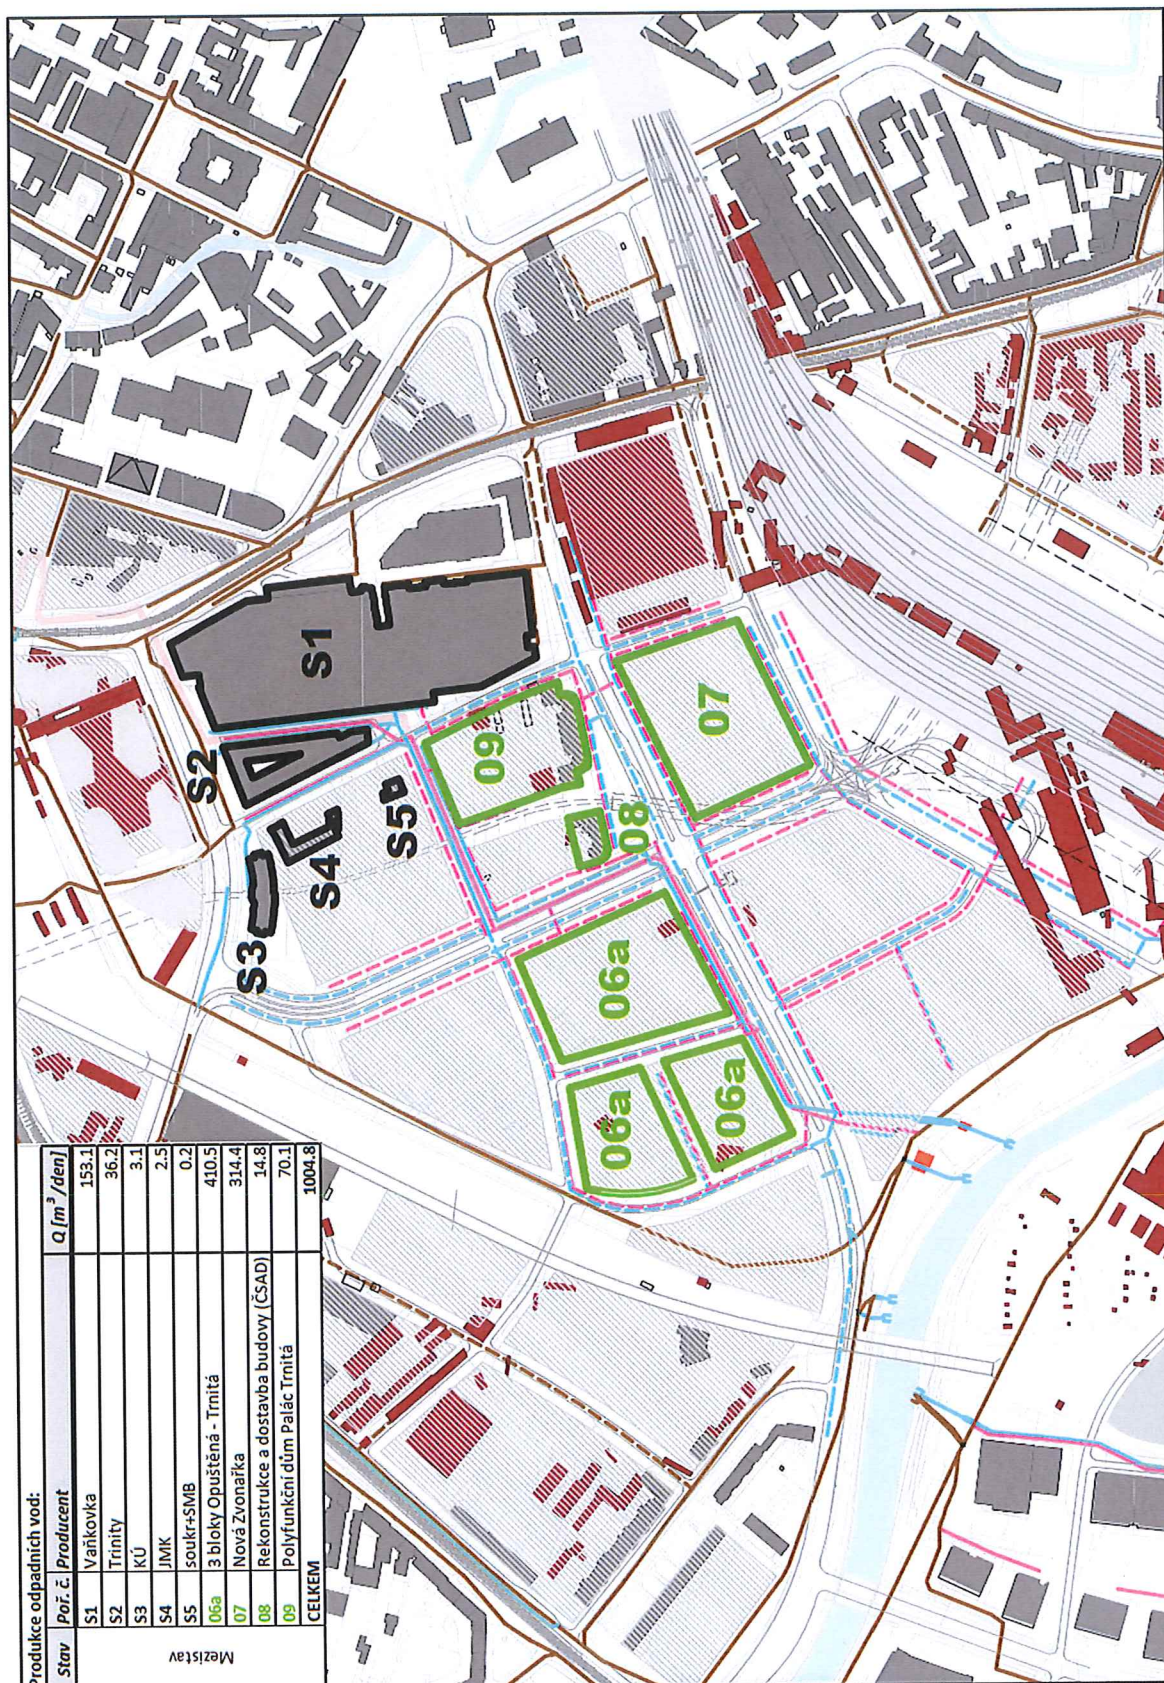 Produkce odpadních vod:
Stav Poř. č. Producent Q [m³/den]
Mezistav
S1 Vaňkovka 153.1
S2 Trinity 36.2
S3 KÚ 3.1
S4 JMK 2.5
S5 soukr+SMB 0.2
06a 3 bloky Opuštěná - Trnitá 410.5
07 Nová Zvonařka 314.4
08 Rekonstrukce a dostavba budovy (ČSAD) 14.8
09 Polyfunkční dům Palác Trnitá 70.1
CELKEM 1004.8
S1
S2
S3
S4
S5
09
08
07
06a
06a
06a